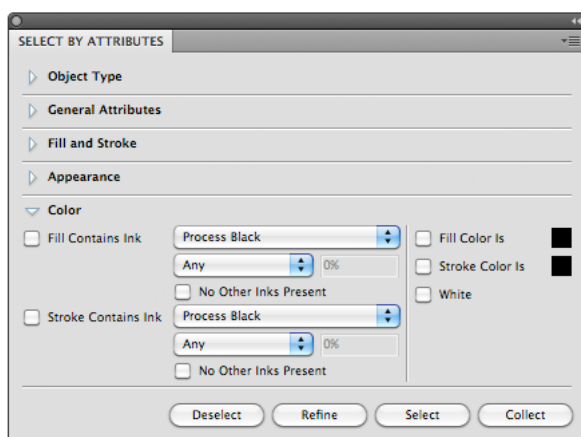 SELECT BY ATTRIBUTES
Object Type
General Attributes
Fill and Stroke
Appearance
Color
Fill Contains Ink Process Black Fill Color Is
Any 0% Stroke Color Is
No Other Inks Present White
Stroke Contains Ink Process Black
Any 0%
No Other Inks Present
Deselect Refine Select Collect